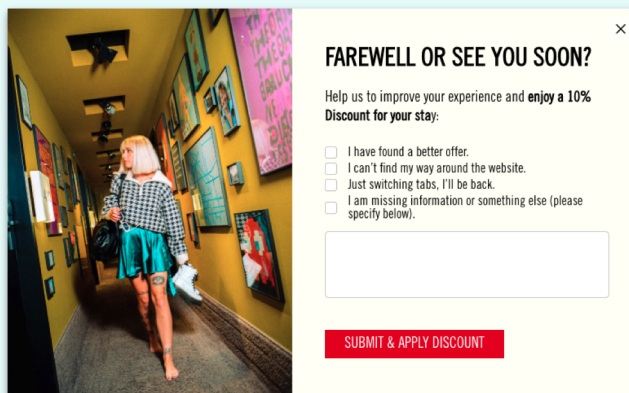 FAREWELL OR SEE YOU SOON?
Help us to improve your experience and enjoy a 10%
Discount for your stay:
I have found a better offer.
I can't find my way around the website.
Just switching tabs, I'll be back.
I am missing information or something else (please
specify below).
SUBMIT & APPLY DISCOUNT